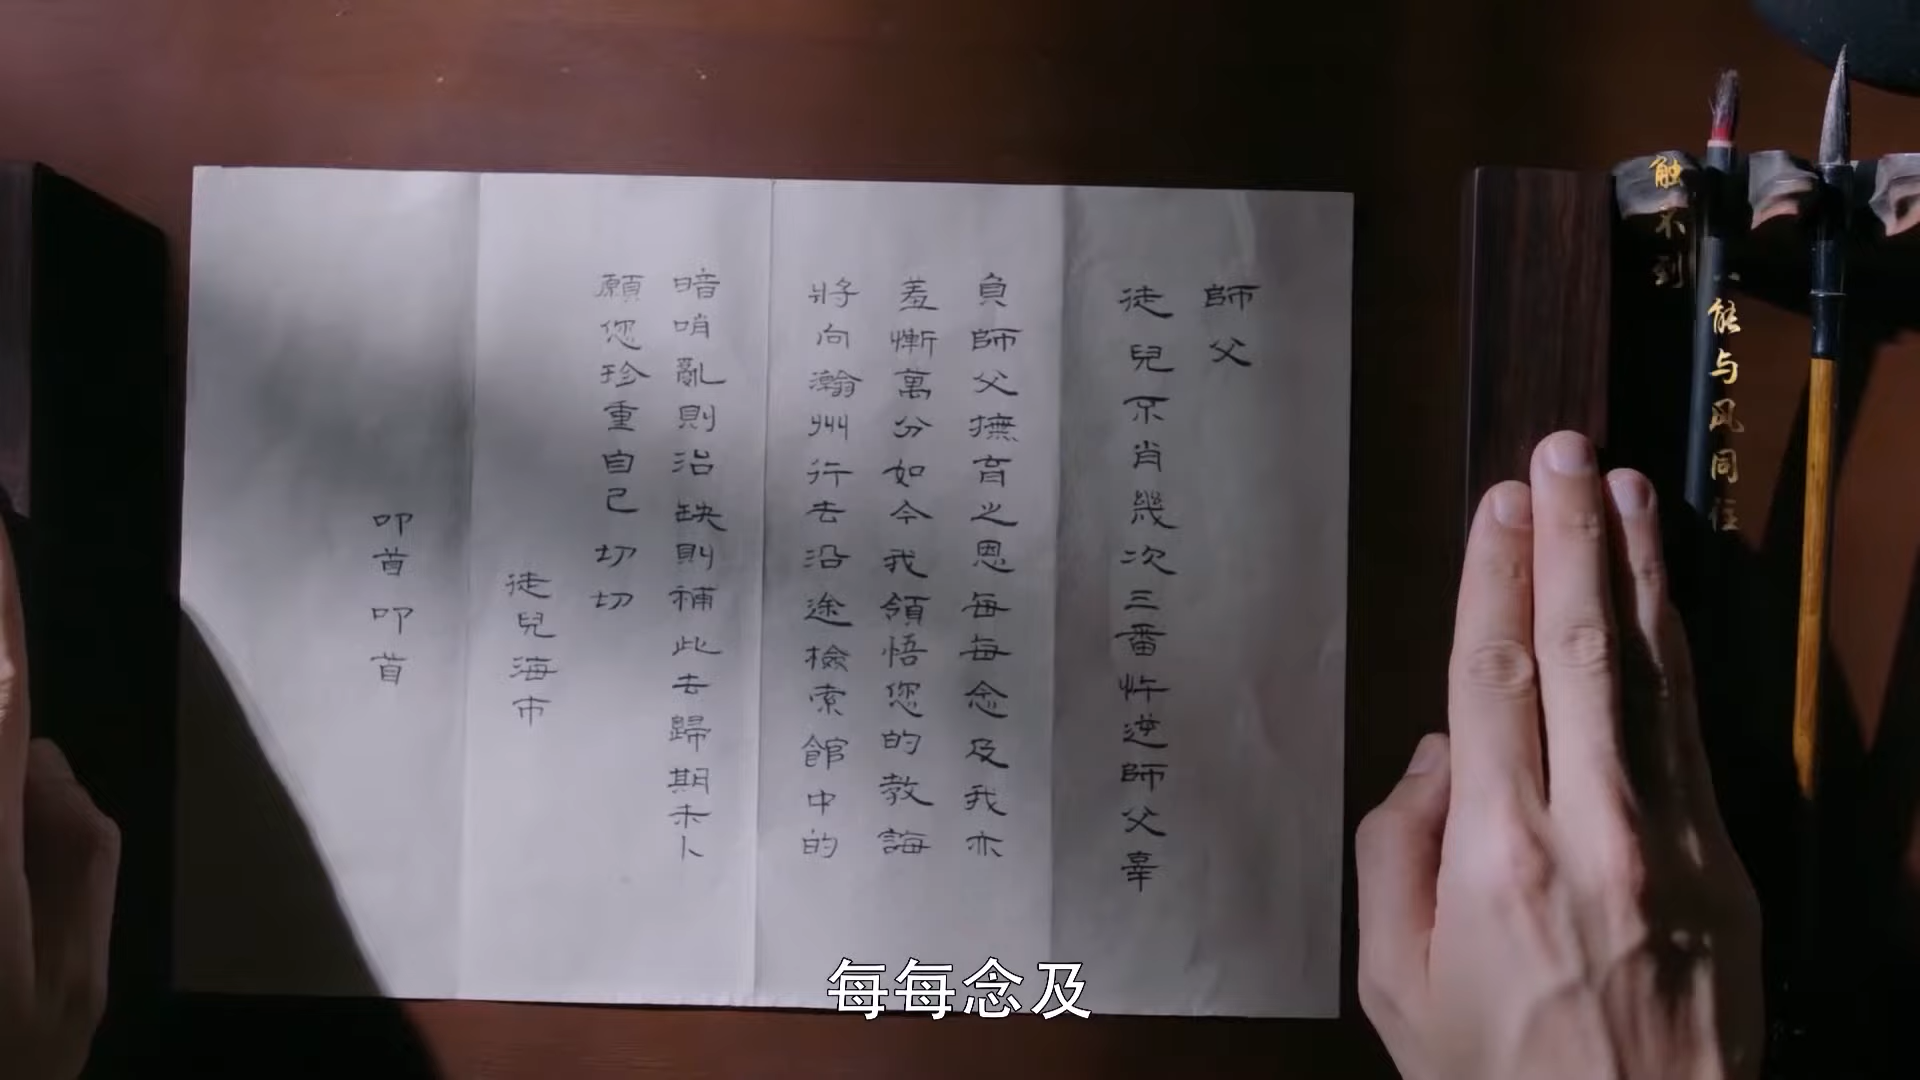 師父
徒兒不肖幾次三番忤逆師父辜
負師父撫育之恩每每念及我亦
羞慚萬分如今我領悟您的教誨
將向瀚州行去沿途檢索館中的
暗哨亂則治缺則補此去歸期未卜
願您珍重自己切切
徒兒海市
叩首叩首
触不到
能与风同住
每每念及